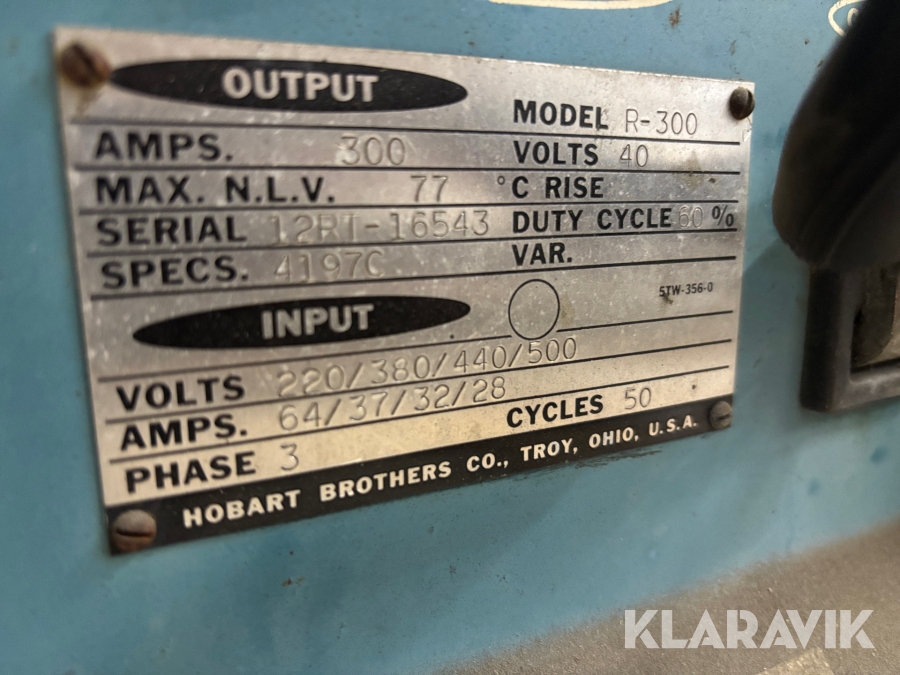 OUTPUT
MODEL R-300
AMPS. 300 VOLTS 40
MAX. N.L.V. 77 °C RISE
SERIAL 12RT-16543 DUTY CYCLE 60 %
SPECS. 4197C VAR.
INPUT 5TW-356-0
VOLTS 220/380/440/500
AMPS. 64/37/32/28 CYCLES 50
PHASE 3
HOBART BROTHERS CO., TROY, OHIO, U.S.A.
KLARAVIK